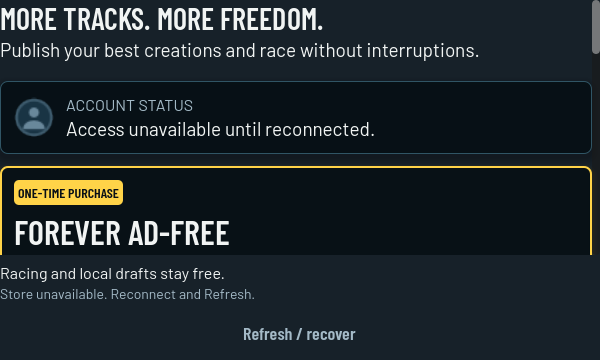 MORE TRACKS. MORE FREEDOM.
Publish your best creations and race without interruptions.
ACCOUNT STATUS
Access unavailable until reconnected.
ONE-TIME PURCHASE
FOREVER AD-FREE
Racing and local drafts stay free.
Store unavailable. Reconnect and Refresh.
Refresh / recover